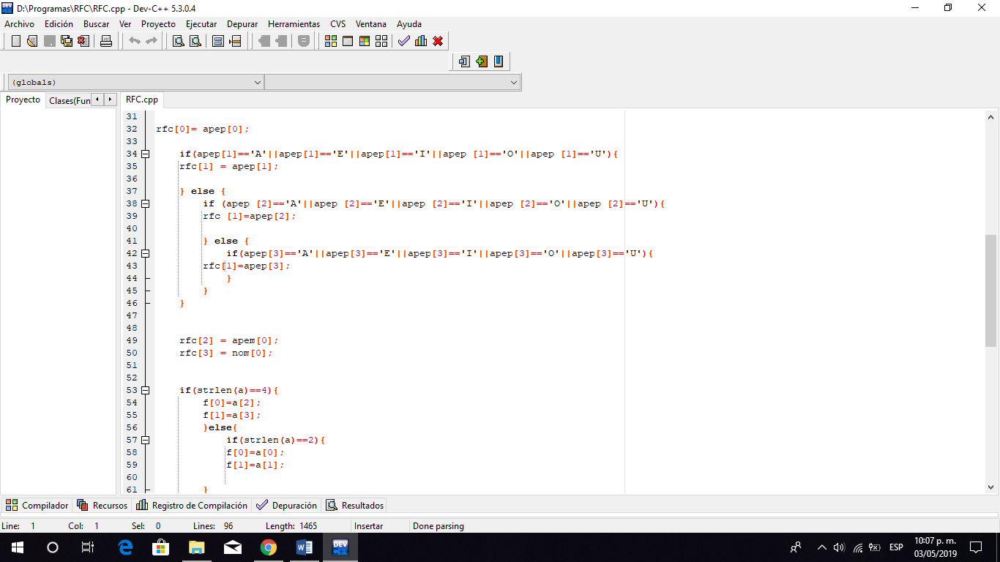 D:\Programas\RFC\RFC.cpp - Dev-C++ 5.3.0.4
Archivo Edición Buscar Ver Proyecto Ejecutar Depurar Herramientas CVS Ventana Ayuda
(globals)
Proyecto Clases(Fun RFC.cpp
31
32 rfc[0]= apep[0];
33
34 if(apep[1]=='A'||apep[1]=='E'||apep[1]=='I'||apep [1]=='O'||apep [1]=='U'){
35 rfc[1] = apep[1];
36
37 } else {
38 if (apep [2]=='A'||apep [2]=='E'||apep [2]=='I'||apep [2]=='O'||apep [2]=='U'){
39 rfc [1]=apep[2];
40
41 } else {
42 if(apep[3]=='A'||apep[3]=='E'||apep[3]=='I'||apep[3]=='O'||apep[3]=='U'){
43 rfc[1]=apep[3];
44 }
45 }
46 }
47
48
49 rfc[2] = apem[0];
50 rfc[3] = nom[0];
51
52
53 if(strlen(a)==4){
54 f[0]=a[2];
55 f[1]=a[3];
56 }else{
57 if(strlen(a)==2){
58 f[0]=a[0];
59 f[1]=a[1];
60
61 }
Compilador Recursos Registro de Compilación Depuración Resultados
Line: 1 Col: 1 Sel: 0 Lines: 96 Length: 1465 Insertar Done parsing
DEV
ESP
10:07 p. m.
03/05/2019